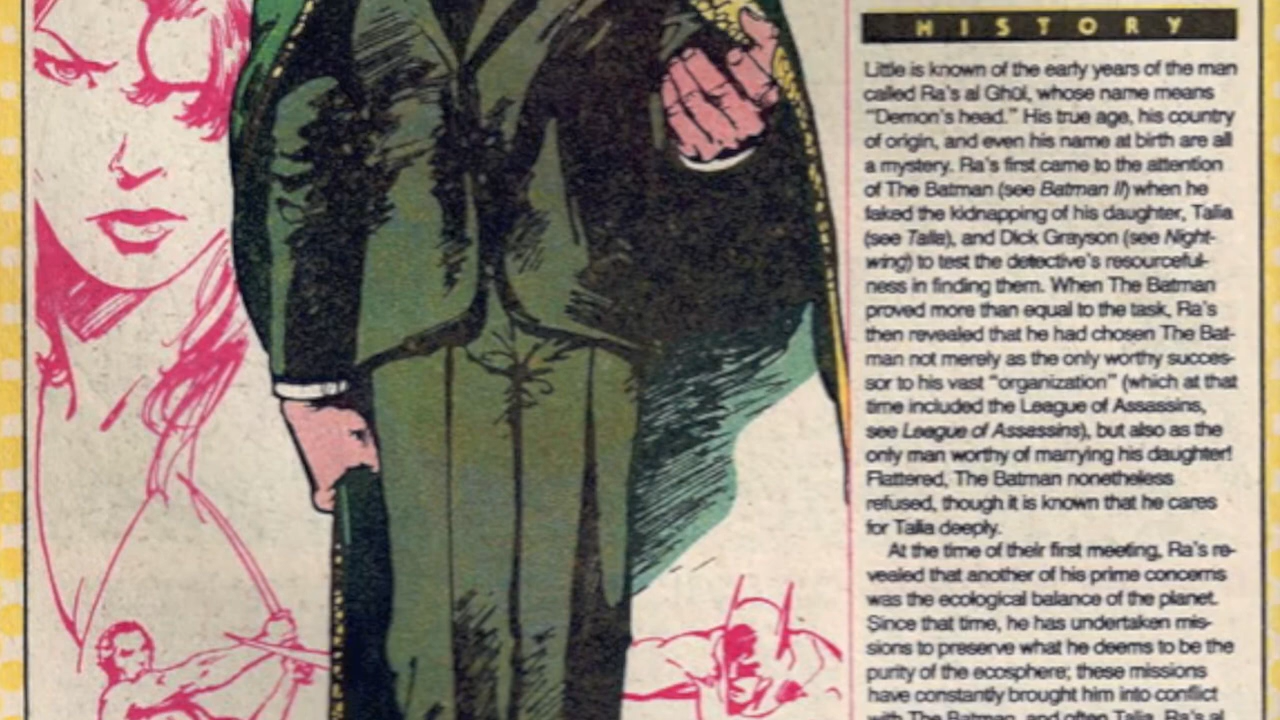 HISTORY
Little is known of the early years of the man
called Ra's al Ghūl, whose name means
"Demon's head." His true age, his country
of origin, and even his name at birth are all
a mystery. Ra's first came to the attention
of The Batman (see Batman II) when he
faked the kidnapping of his daughter, Talia
(see Talia), and Dick Grayson (see Night-
wing) to test the detective's resourceful-
ness in finding them. When The Batman
proved more than equal to the task, Ra's
then revealed that he had chosen The Bat-
man not merely as the only worthy succes-
sor to his vast "organization" (which at that
time included the League of Assassins,
see League of Assassins), but also as the
only man worthy of marrying his daughter!
Flattered, The Batman nonetheless
refused, though it is known that he cares
for Talia deeply.
At the time of their first meeting, Ra's re-
vealed that another of his prime concerns
was the ecological balance of the planet.
Since that time, he has undertaken mis-
sions to preserve what he deems to be the
purity of the ecosphere; these missions
have constantly brought him into conflict
with The Batman, and often Talia. Ra's al